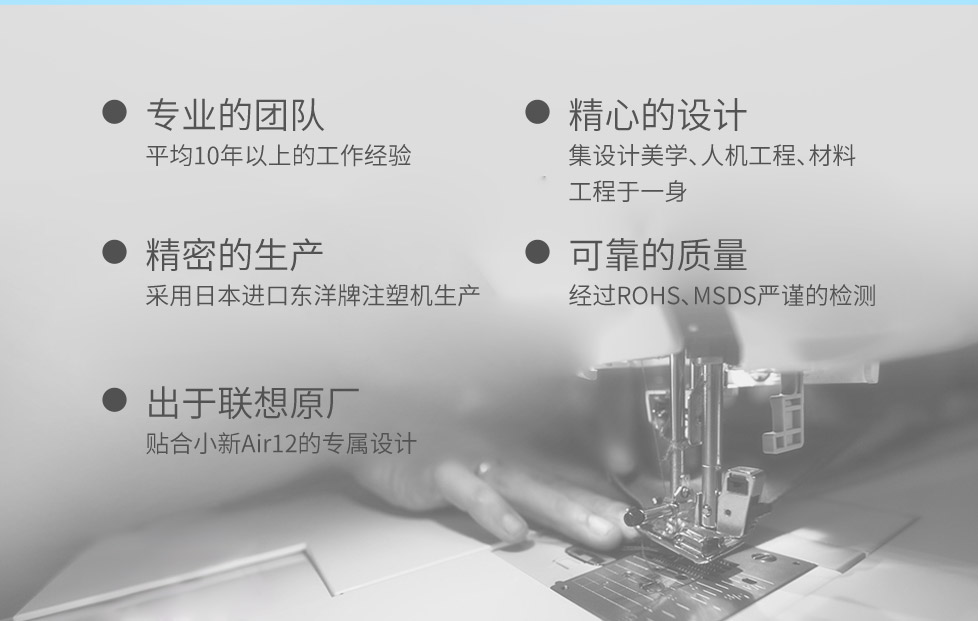 专业的团队
平均10年以上的工作经验
精心的设计
集设计美学、人机工程、材料
工程于一身
精密的生产
采用日本进口东洋牌注塑机生产
可靠的质量
经过ROHS、MSDS严谨的检测
出于联想原厂
贴合小新Air12的专属设计